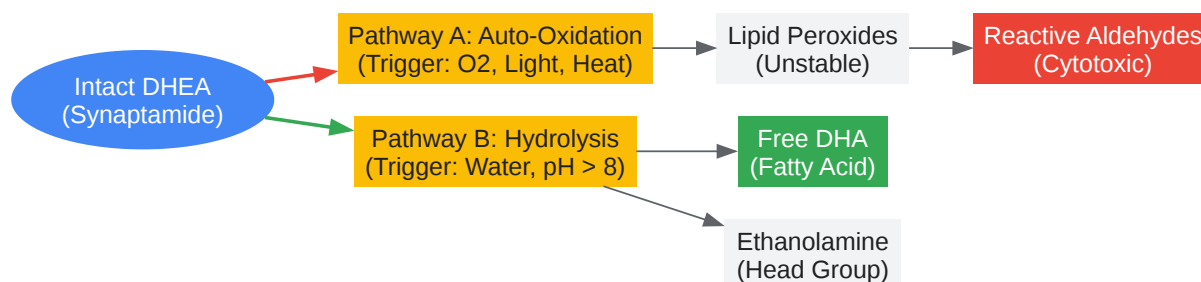 Intact DHEA
(Synaptamide)
Pathway A: Auto-Oxidation
(Trigger: O2, Light, Heat)
Lipid Peroxides
(Unstable)
Reactive Aldehydes
(Cytotoxic)
Pathway B: Hydrolysis
(Trigger: Water, pH > 8)
Free DHA
(Fatty Acid)
Ethanolamine
(Head Group)